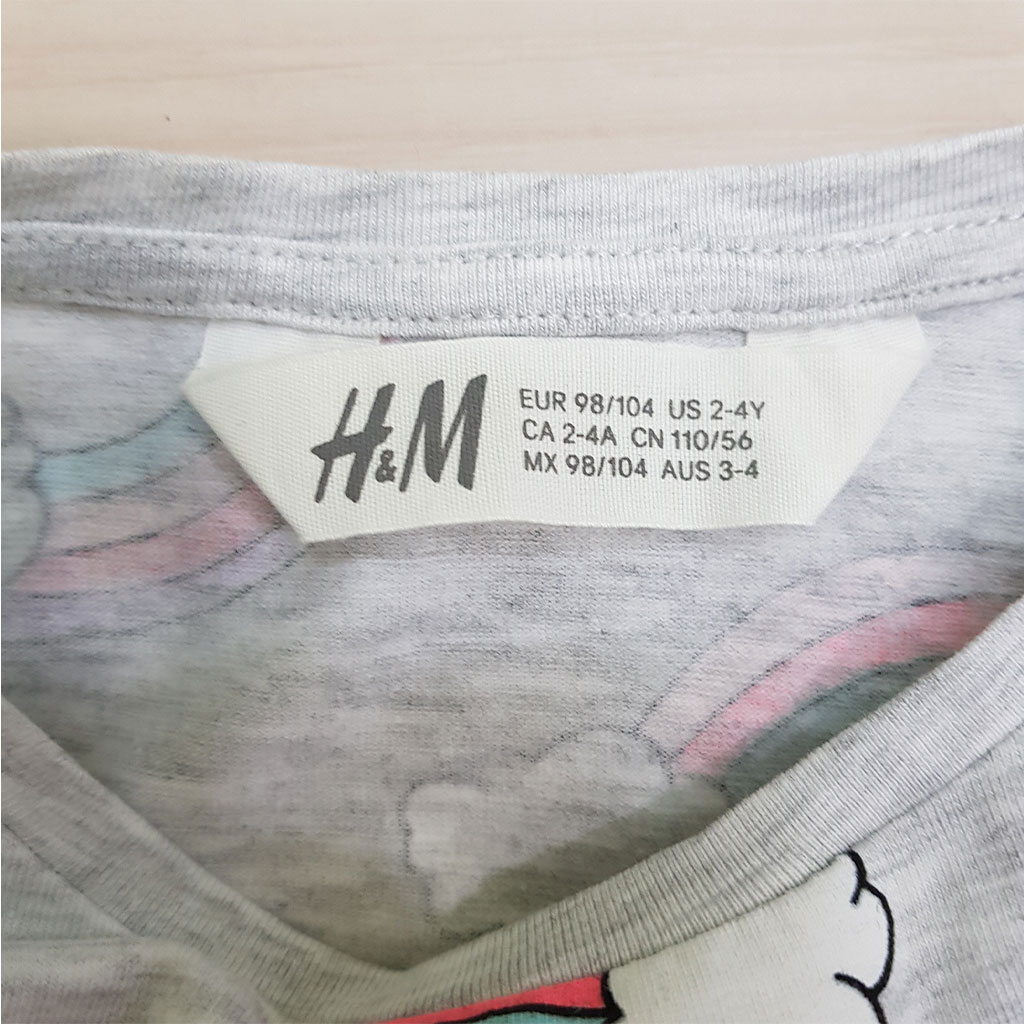 H&M
EUR 98/104 US 2-4Y
CA 2-4A CN 110/56
MX 98/104 AUS 3-4